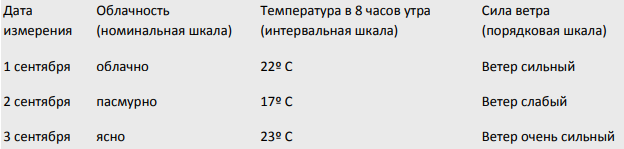 Дата измерения Облачность (номинальная шкала) Температура в 8 часов утра (интервальная шкала) Сила ветра (порядковая шкала)
1 сентября облачно 22º С Ветер сильный
2 сентября пасмурно 17º С Ветер слабый
3 сентября ясно 23º С Ветер очень сильный